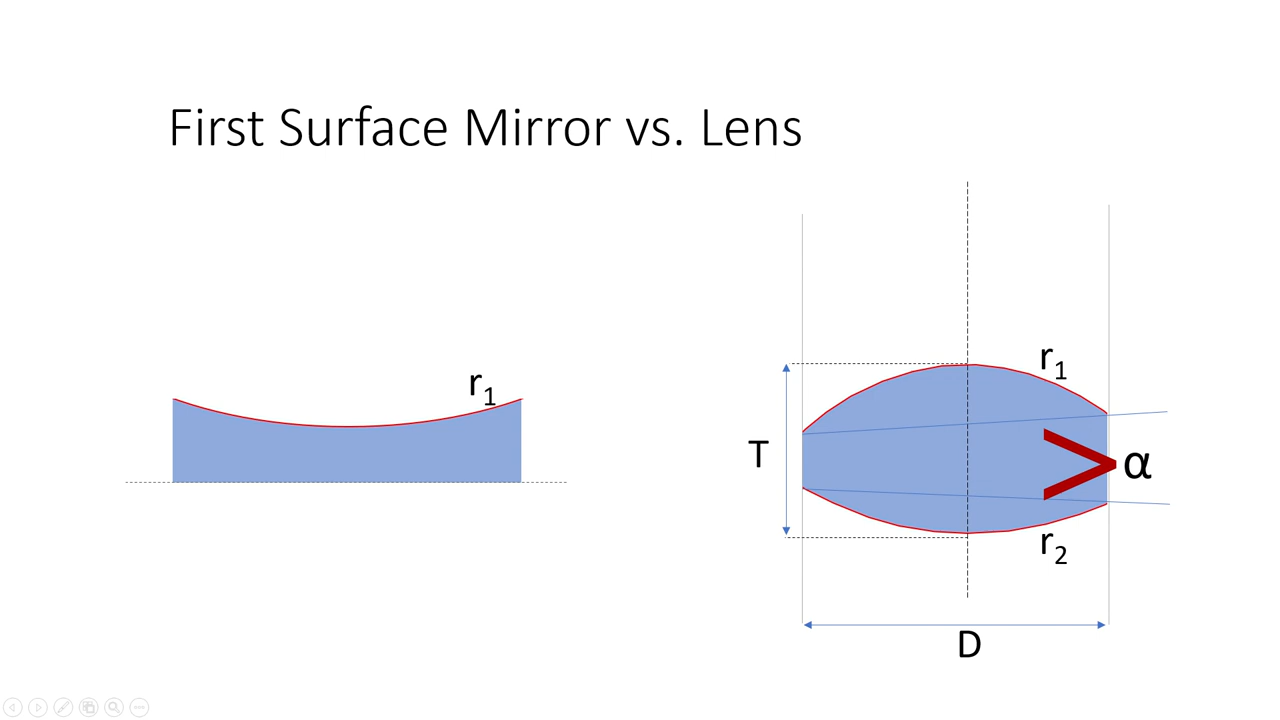 First Surface Mirror vs. Lens
r₁
r₁
T
> α
r₂
D